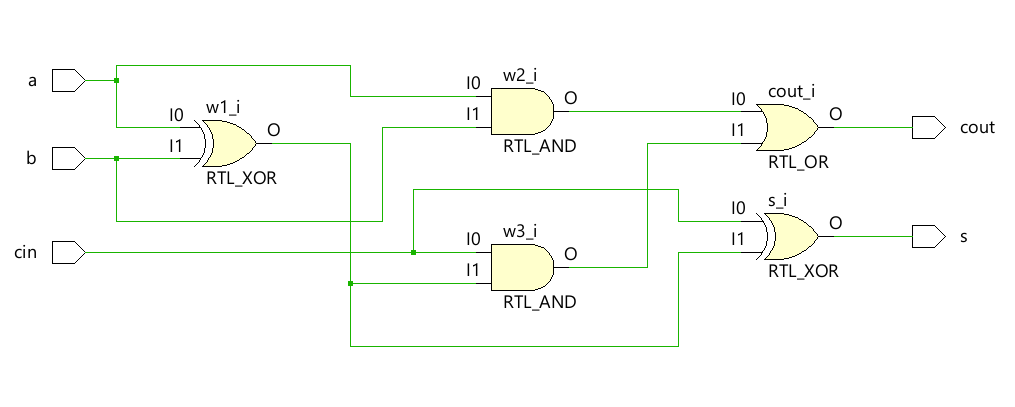 a
b
cin
I0
I1
w1_i
O
RTL_XOR
I0
I1
w2_i
O
RTL_AND
I0
I1
w3_i
O
RTL_AND
I0
I1
cout_i
O
RTL_OR
I0
I1
s_i
O
RTL_XOR
cout
s